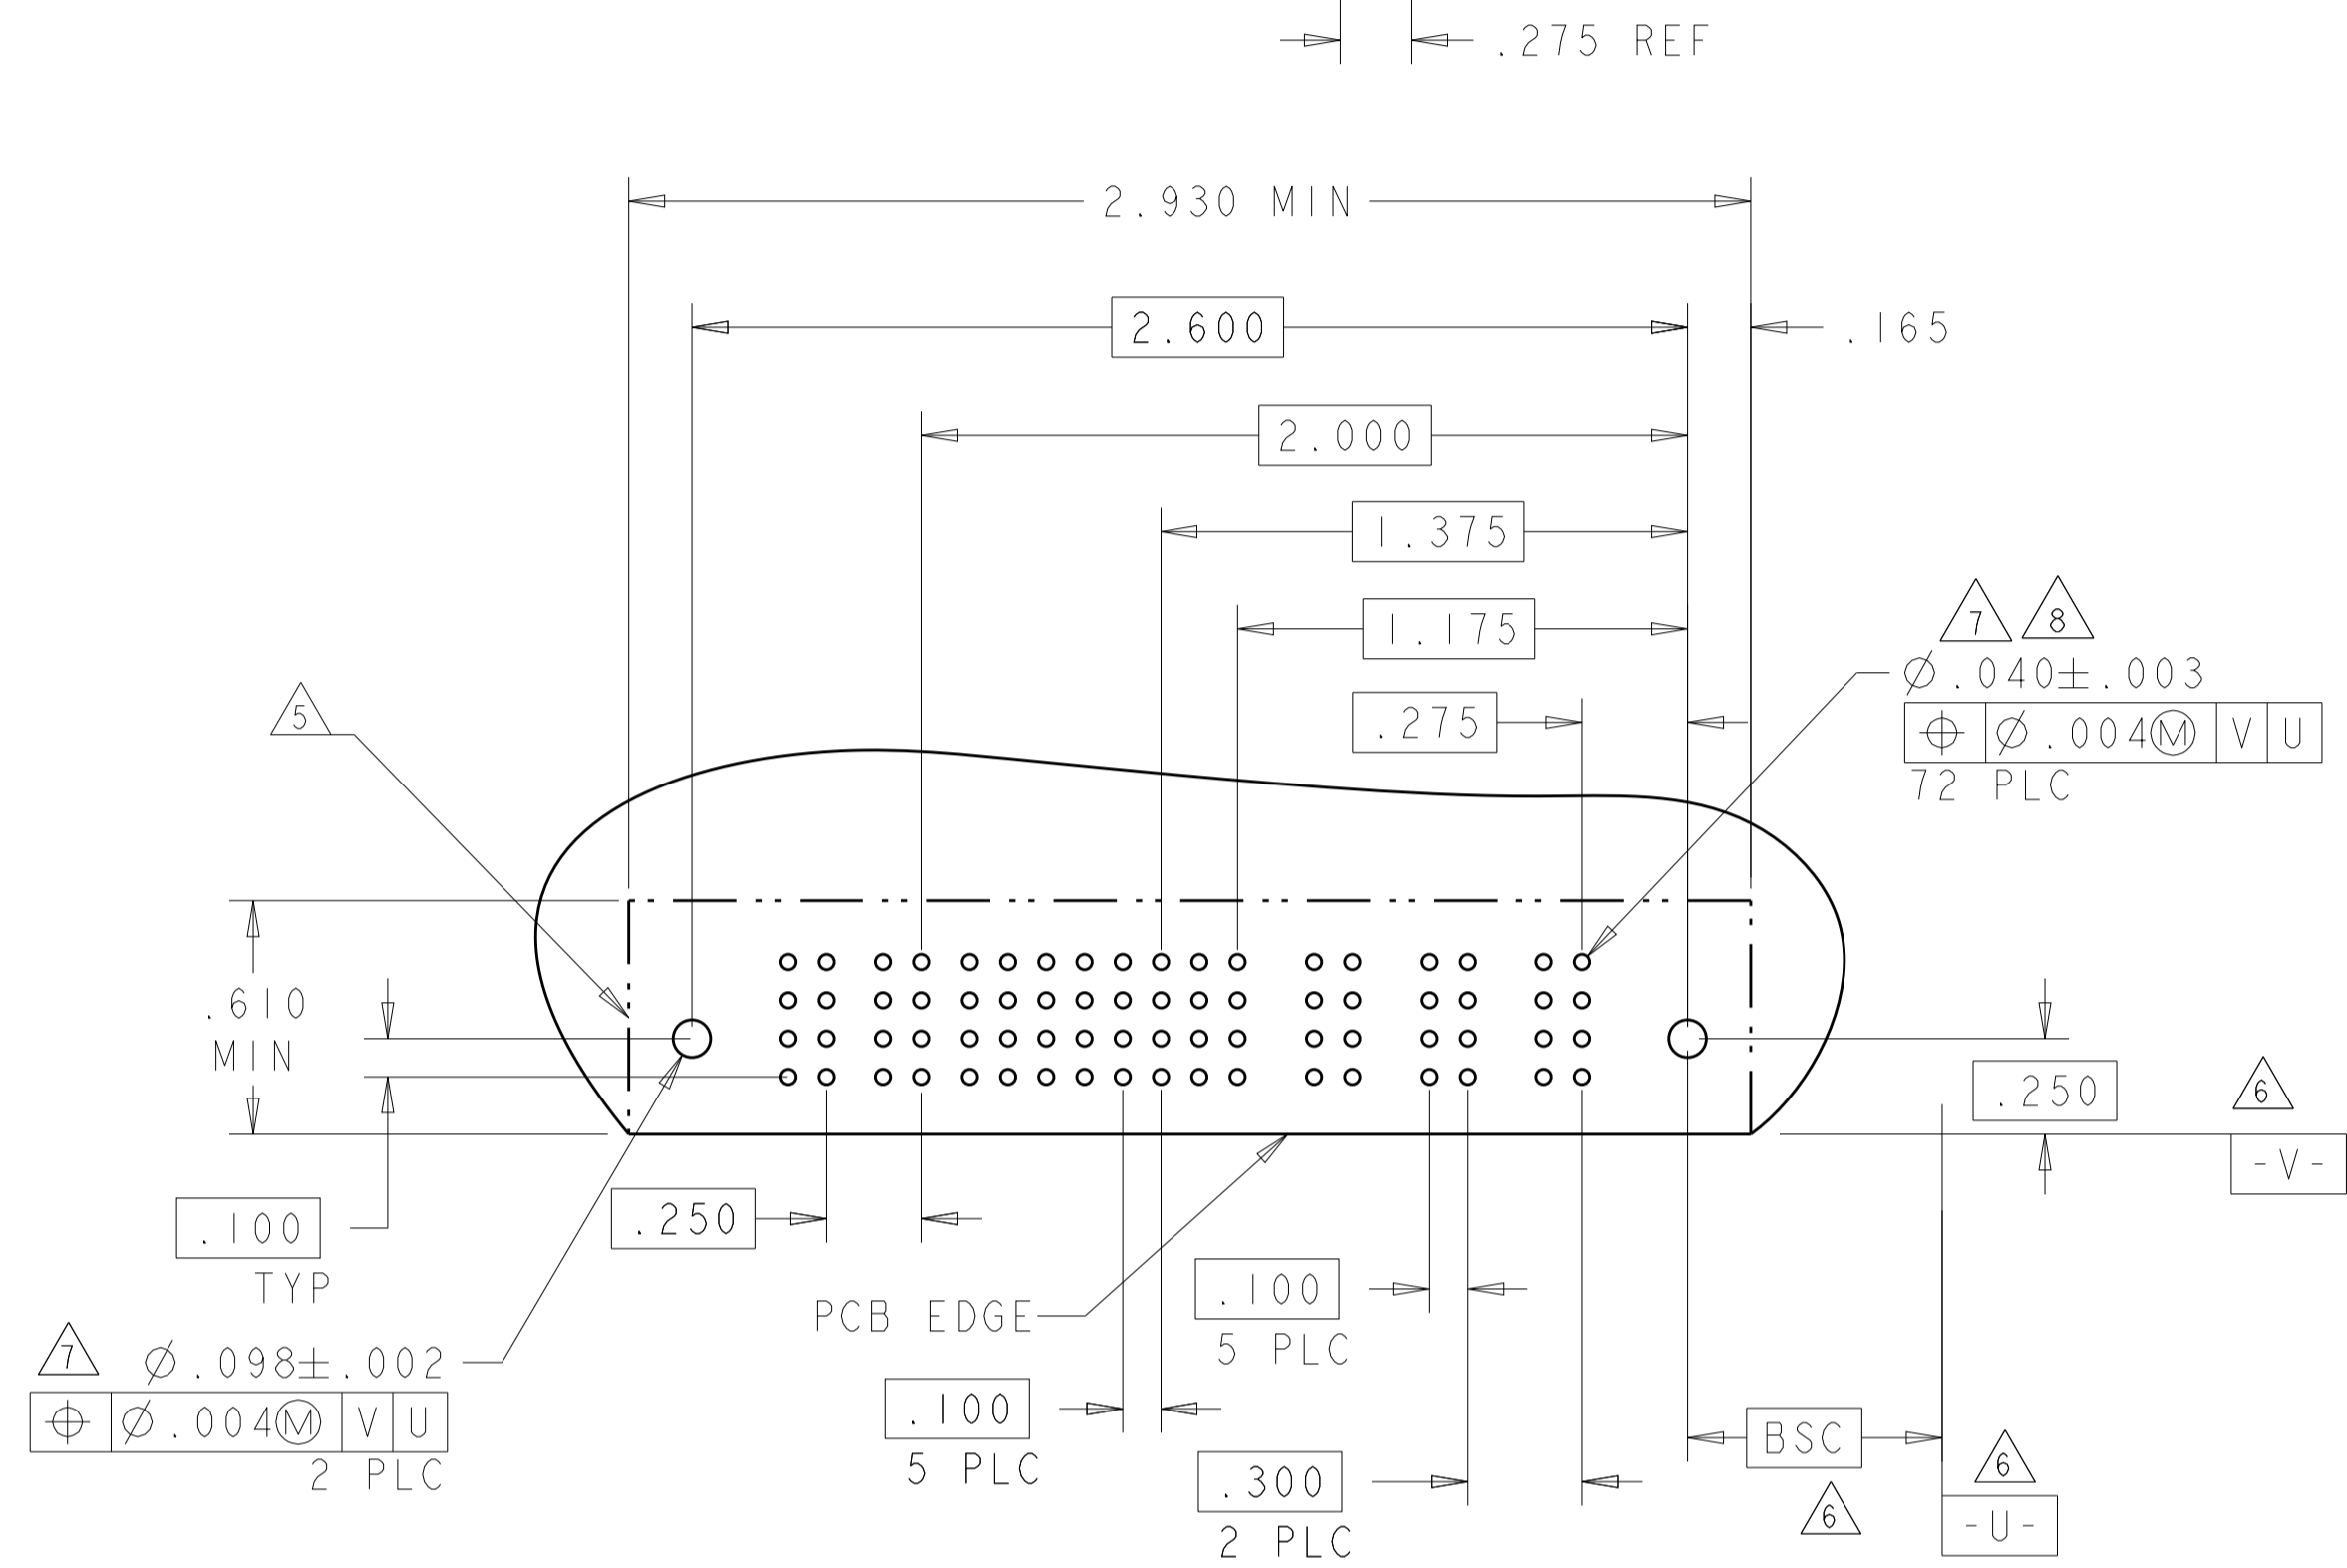 .275 REF
2.930 MIN
2.600
.165
2.000
1.375
1.175
7 8
⌀.040±.003
⌀.004Ⓜ V U
72 PLC
.275
5
.610
MIN
.250
6
-V-
.100
TYP
.250
PCB EDGE
.100
5 PLC
7
⌀.098±.002
⌀.004Ⓜ V U
2 PLC
.100
5 PLC
.300
2 PLC
BSC
6
6
-U-